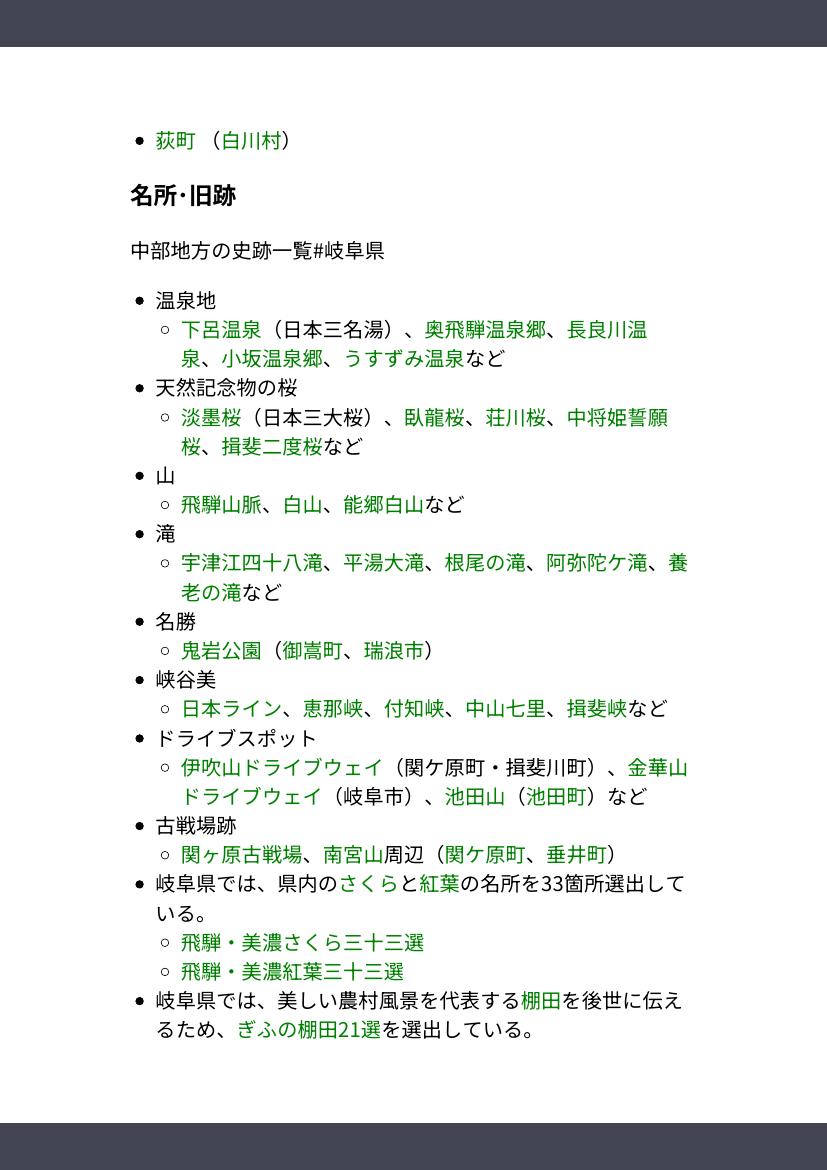 荻町 （白川村）
名所·旧跡
中部地方の史跡一覧#岐阜県
温泉地
下呂温泉（日本三名湯）、奥飛騨温泉郷、長良川温
泉、小坂温泉郷、うすずみ温泉など
天然記念物の桜
淡墨桜（日本三大桜）、臥龍桜、荘川桜、中将姫誓願
桜、揖斐二度桜など
山
飛騨山脈、白山、能郷白山など
滝
宇津江四十八滝、平湯大滝、根尾の滝、阿弥陀ケ滝、養
老の滝など
名勝
鬼岩公園（御嵩町、瑞浪市）
峡谷美
日本ライン、恵那峡、付知峡、中山七里、揖斐峡など
ドライブスポット
伊吹山ドライブウェイ（関ケ原町・揖斐川町）、金華山
ドライブウェイ（岐阜市）、池田山（池田町）など
古戦場跡
関ヶ原古戦場、南宮山周辺（関ケ原町、垂井町）
岐阜県では、県内のさくらと紅葉の名所を33箇所選出して
いる。
飛騨・美濃さくら三十三選
飛騨・美濃紅葉三十三選
岐阜県では、美しい農村風景を代表する棚田を後世に伝え
るため、ぎふの棚田21選を選出している。